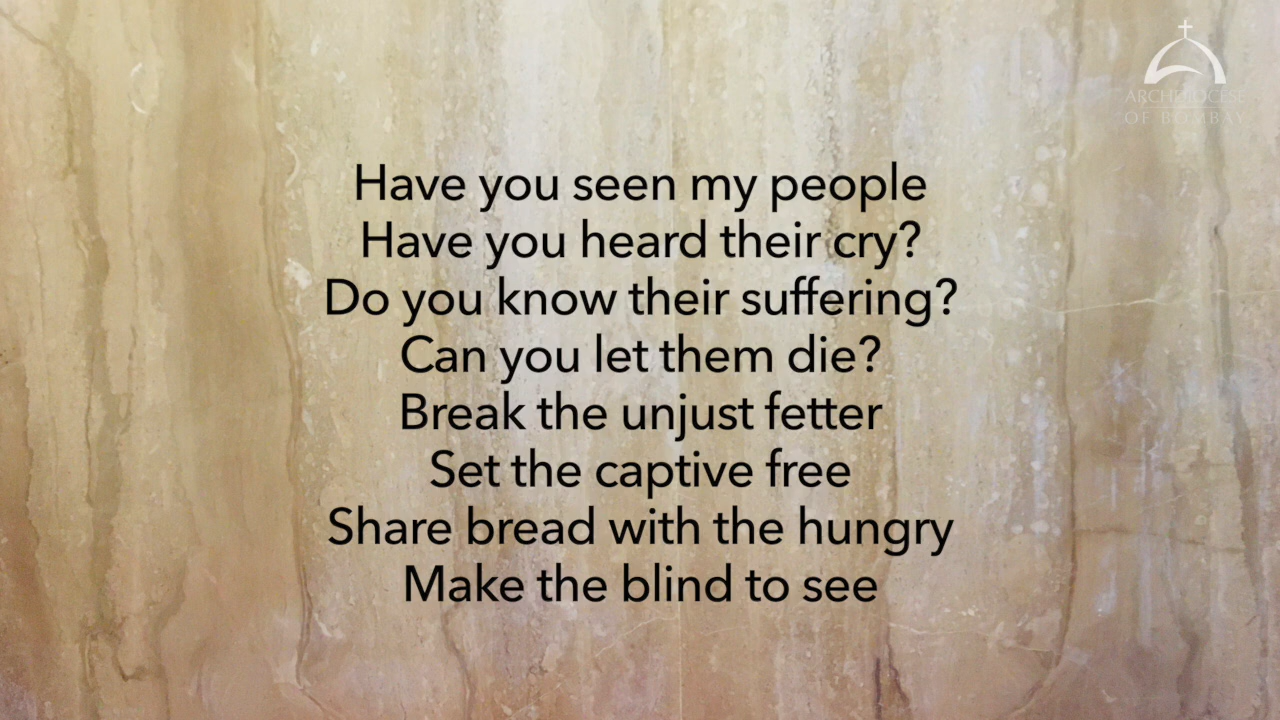 ARCHDIOCESE
OF BOMBAY
Have you seen my people
Have you heard their cry?
Do you know their suffering?
Can you let them die?
Break the unjust fetter
Set the captive free
Share bread with the hungry
Make the blind to see